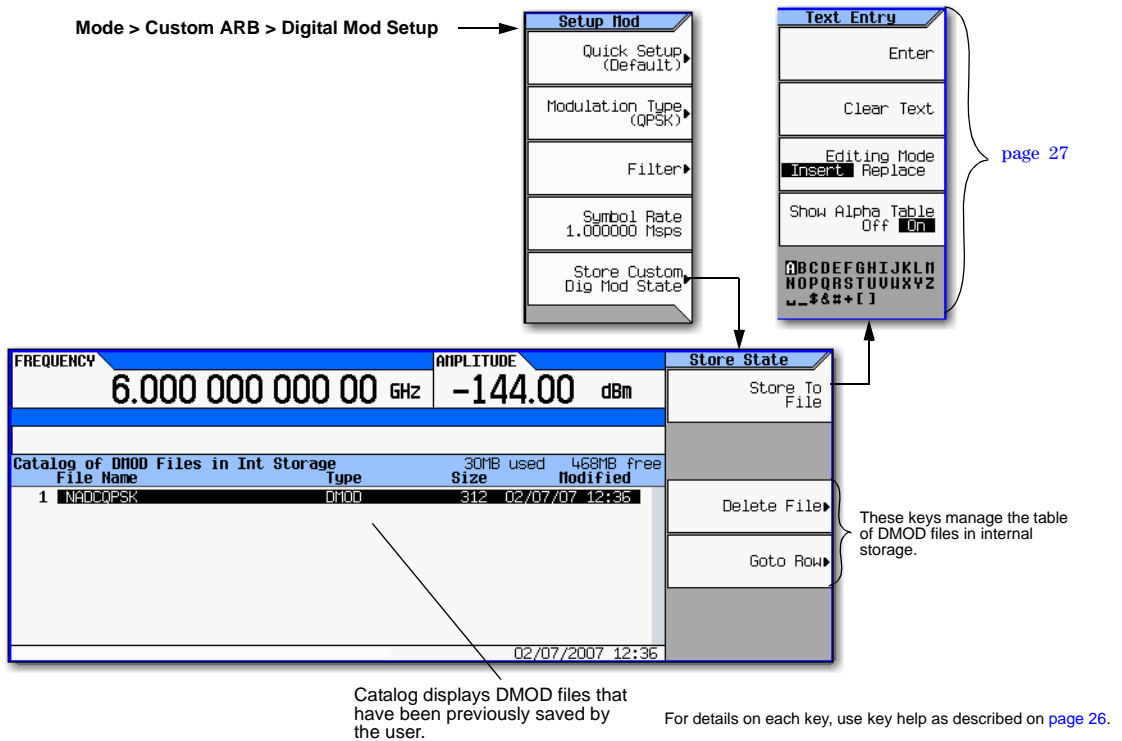 Mode > Custom ARB > Digital Mod Setup
Setup Mod
Quick Setup
(Default)
Modulation Type
(QPSK)
Filter
Symbol Rate
1.000000 Msps
Store Custom
Dig Mod State
Text Entry
Enter
Clear Text
Editing Mode
Insert Replace
Show Alpha Table
Off On
ABCDEFGHIJKLM
NOPQRSTUVWXYZ
␣_$&#+[]
page 27
FREQUENCY
6.000 000 000 00 GHz
AMPLITUDE
-144.00 dBm
Catalog of DMOD Files in Int Storage 30MB used 468MB free
File Name Type Size Modified
1 NADCQPSK DMOD 312 02/07/07 12:36
02/07/2007 12:36
Store State
Store To
File
Delete File
Goto Row
These keys manage the table
of DMOD files in internal
storage.
Catalog displays DMOD files that
have been previously saved by
the user.
For details on each key, use key help as described on page 26.